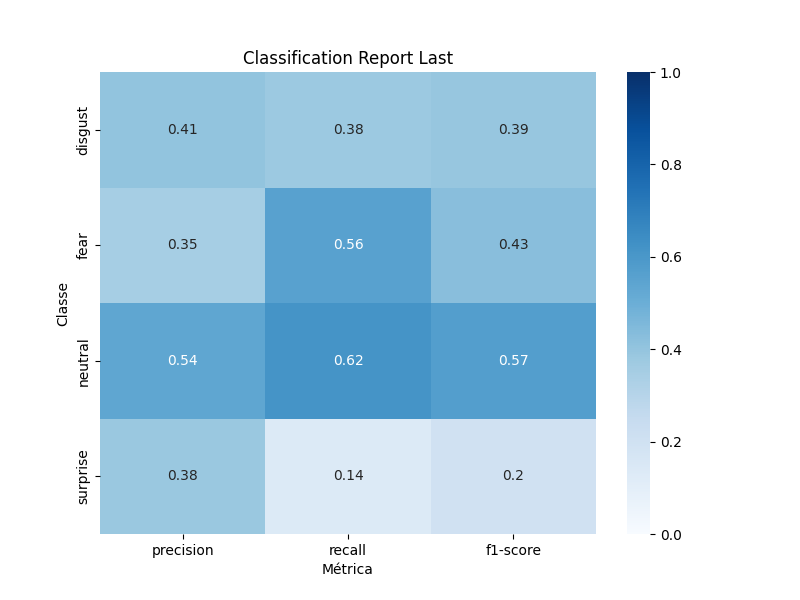 Classification Report Last
Classe
disgust 0.41 0.38 0.39
fear 0.35 0.56 0.43
neutral 0.54 0.62 0.57
surprise 0.38 0.14 0.2
precision recall f1-score
Métrica
1.0
0.8
0.6
0.4
0.2
0.0